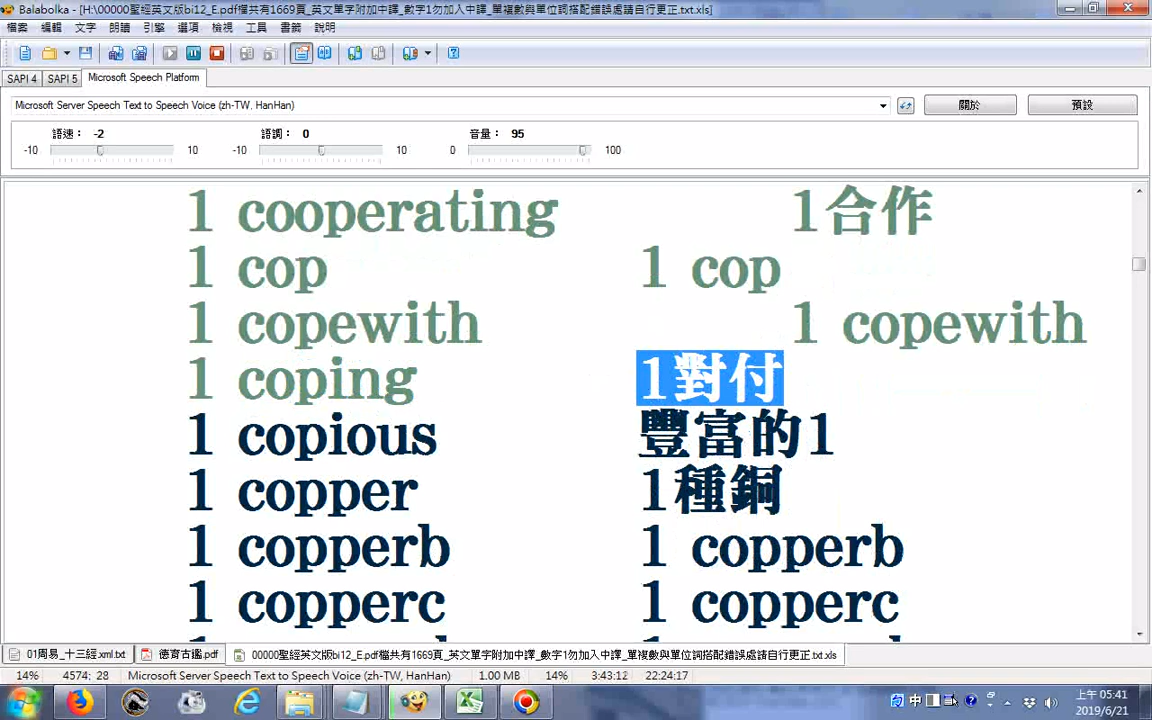 Balabolka - [H:\00000聖經英文版bi12_E.pdf檔共有1669頁_英文單字附加中譯_數字1勿加入中譯_單複數與單位詞搭配錯誤處請自行更正.txt.xls]
檔案 編輯 文字 朗讀 引擎 選項 檢視 工具 書籤 說明
SAPI 4 SAPI 5 Microsoft Speech Platform
Microsoft Server Speech Text to Speech Voice (zh-TW, HanHan) 關於 預設
語速： -2 語調： 0 音量： 95
-10 10 -10 10 0 100
1 cooperating 1合作
1 cop 1 cop
1 copewith 1 copewith
1 coping 1對付
1 copious 豐富的1
1 copper 1種銅
1 copperb 1 copperb
1 copperc 1 copperc
01周易_十三經.xml.txt 德育古鑑.pdf 00000聖經英文版bi12_E.pdf檔共有1669頁_英文單字附加中譯_數字1勿加入中譯_單複數與單位詞搭配錯誤處請自行更正.txt.xls
14% 4574; 28 Microsoft Server Speech Text to Speech Voice (zh-TW, HanHan) 1.00 MB 14% 3:43:12 22:24:17
中 上午 05:41
2019/6/21